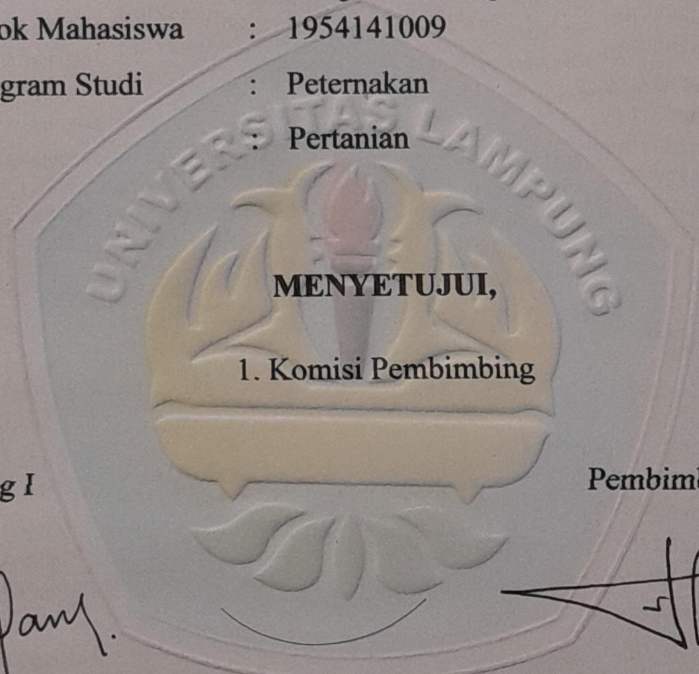 ok Mahasiswa : 1954141009
gram Studi : Peternakan
: Pertanian
UNIVERSITAS LAMPUNG
MENYETUJUI,
1. Komisi Pembimbing
g I Pembim